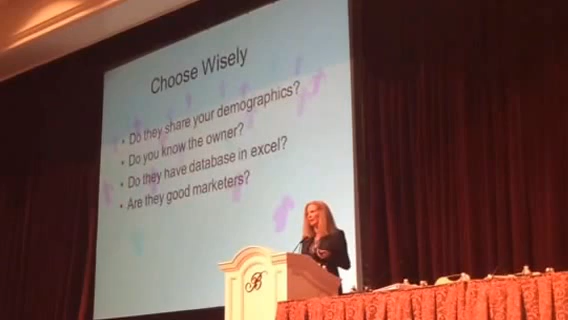 Choose Wisely
• Do they share your demographics?
• Do you know the owner?
• Do they have database in excel?
• Are they good marketers?
B